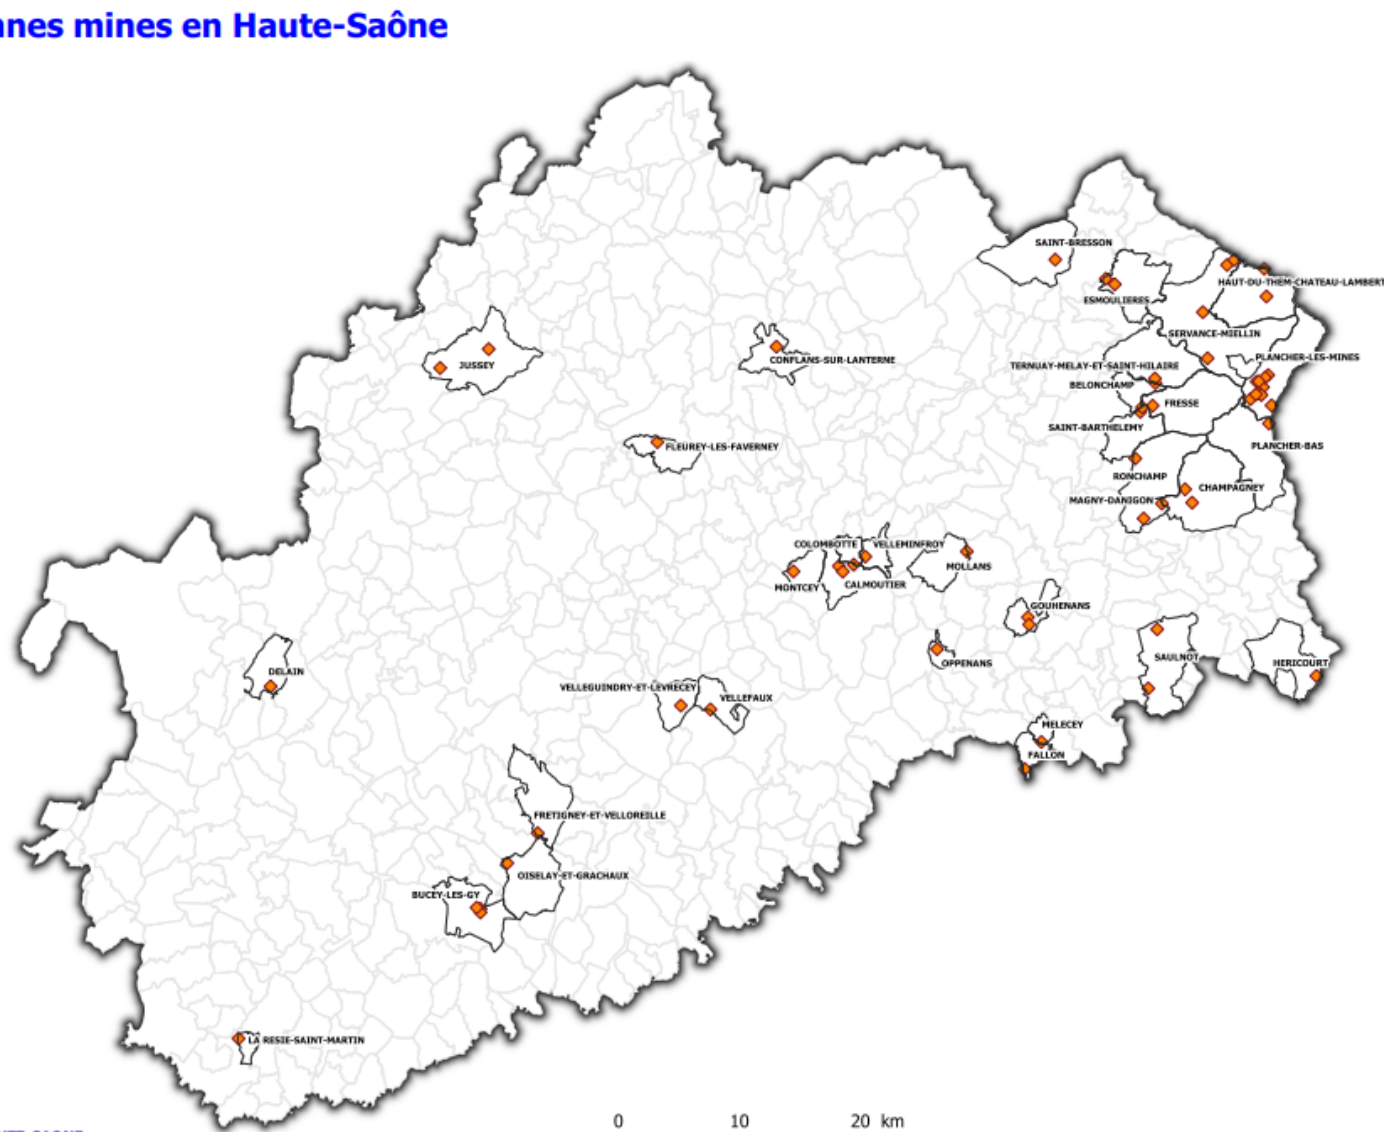 nnes mines en Haute-Saône
SAINT-BRESSON
HAUT-DU-THEM-CHATEAU-LAMBERT
ESMOULIERES
SERVANCE-MIELLIN
PLANCHER-LES-MINES
CONFLANS-SUR-LANTERNE
JUSSEY
TERNUAY-MELAY-ET-SAINT-HILAIRE
BELONCHAMP
FRESSE
SAINT-BARTHELEMY
PLANCHER-BAS
FLEUREY-LES-FAVERNEY
RONCHAMP
CHAMPAGNEY
MAGNY-DANIGON
COLOMBOTTE
VELLEMINFROY
MOLLANS
MONTCEY
CALMOUTIER
GOUHENANS
SAULNOT
OPPENANS
HERICOURT
DELAIN
VELLEGUINDRY-ET-LEVRECEY
VELLEFAUX
MELECEY
FALLON
FRETIGNEY-ET-VELLOREILLE
OISELAY-ET-GRACHAUX
BUCEY-LES-GY
LA RESIE-SAINT-MARTIN
0 10 20 km